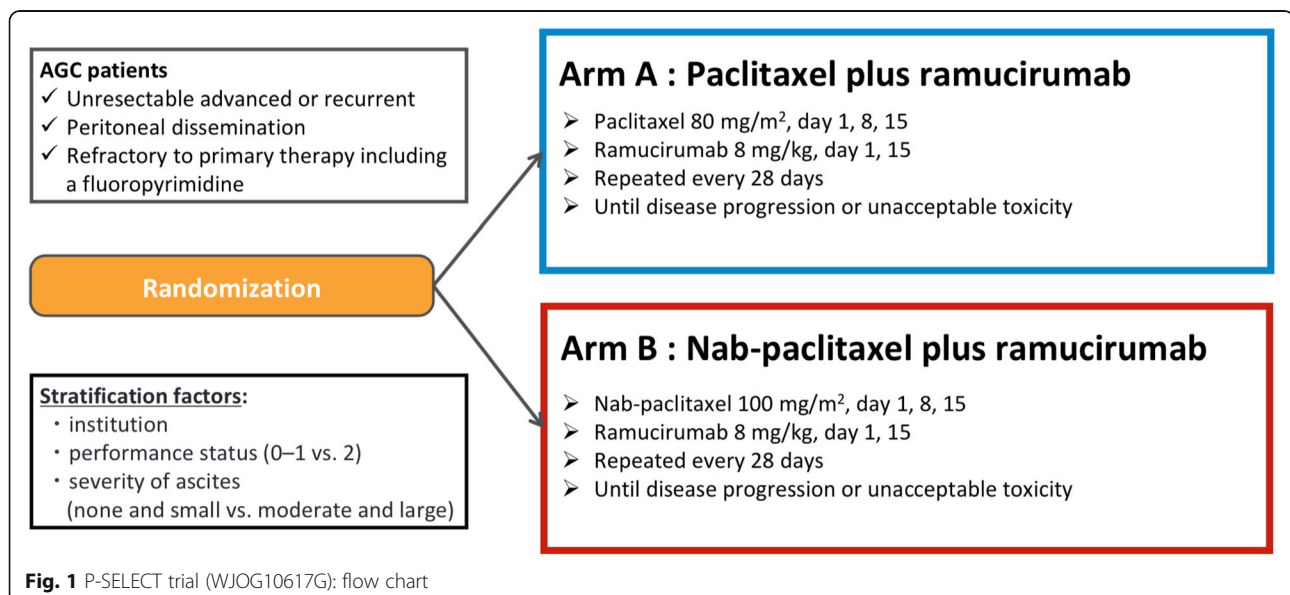 AGC patients
✓ Unresectable advanced or recurrent
✓ Peritoneal dissemination
✓ Refractory to primary therapy including
a fluoropyrimidine
Randomization
Stratification factors:
・institution
・performance status (0–1 vs. 2)
・severity of ascites
(none and small vs. moderate and large)
Arm A : Paclitaxel plus ramucirumab
➢ Paclitaxel 80 mg/m², day 1, 8, 15
➢ Ramucirumab 8 mg/kg, day 1, 15
➢ Repeated every 28 days
➢ Until disease progression or unacceptable toxicity
Arm B : Nab-paclitaxel plus ramucirumab
➢ Nab-paclitaxel 100 mg/m², day 1, 8, 15
➢ Ramucirumab 8 mg/kg, day 1, 15
➢ Repeated every 28 days
➢ Until disease progression or unacceptable toxicity
Fig. 1 P-SELECT trial (WJOG10617G): flow chart